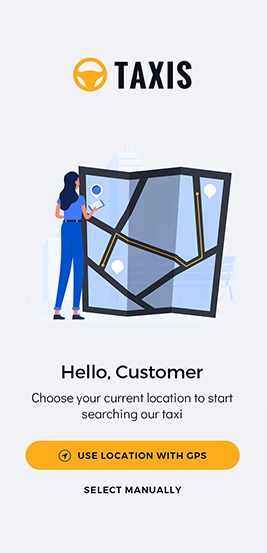 TAXIS
Hello, Customer
Choose your current location to start
searching our taxi
USE LOCATION WITH GPS
SELECT MANUALLY